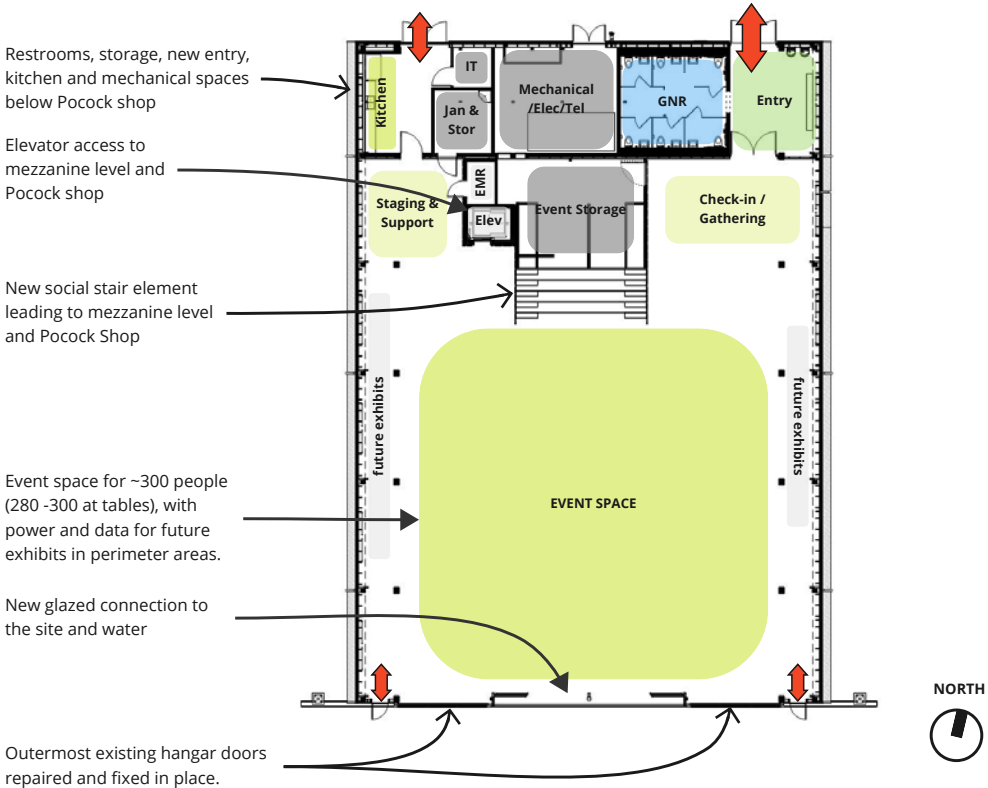 Restrooms, storage, new entry,
kitchen and mechanical spaces
below Pocock shop
Elevator access to
mezzanine level and
Pocock shop
New social stair element
leading to mezzanine level
and Pocock Shop
Event space for ~300 people
(280 -300 at tables), with
power and data for future
exhibits in perimeter areas.
New glazed connection to
the site and water
Outermost existing hangar doors
repaired and fixed in place.
Kitchen
IT
Jan &
Stor
Mechanical
/Elec/Tel
GNR
Entry
Staging &
Support
EMR
Elev
Event Storage
Check-in /
Gathering
future exhibits
future exhibits
EVENT SPACE
NORTH